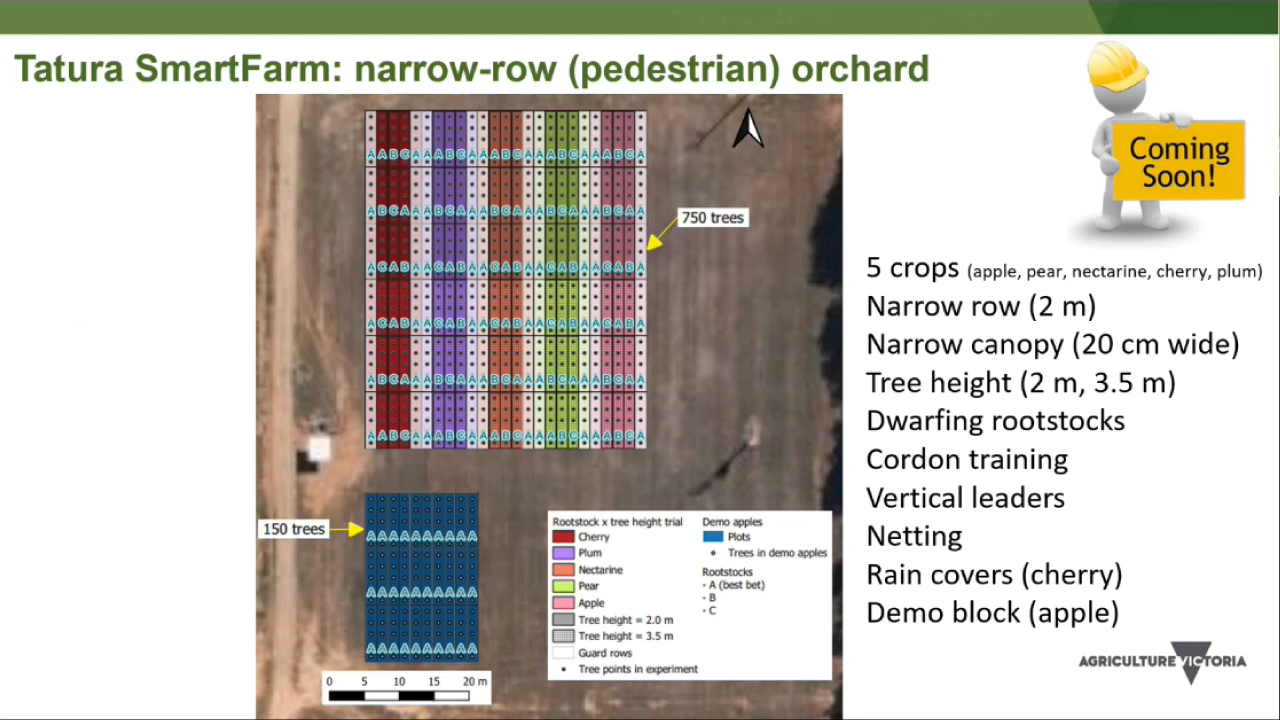 Tatura SmartFarm: narrow-row (pedestrian) orchard
Coming
Soon!
A A B C A A A B C A A A B C A A A B C A A A B C A
A B C A A A B C A A A B C A A A B C A A A B C A A
A C A B A A C A B A A C A B A A C A B A A C A B A
A C A B A A C A B A A C A B A A C A B A A C A B A
A B C A A A B C A A A B C A A A B C A A A B C A A
A A B C A A A B C A A A B C A A A B C A A A B C A
750 trees
150 trees
A A A A A A A A A A
A A A A A A A A A A
A A A A A A A A A A
0 5 10 15 20 m
Rootstock x tree height trial
Cherry
Plum
Nectarine
Pear
Apple
Tree height = 2.0 m
Tree height = 3.5 m
Guard rows
Tree points in experiment
Demo apples
Plots
Trees in demo apples
Rootstocks
- A (best bet)
- B
- C
5 crops (apple, pear, nectarine, cherry, plum)
Narrow row (2 m)
Narrow canopy (20 cm wide)
Tree height (2 m, 3.5 m)
Dwarfing rootstocks
Cordon training
Vertical leaders
Netting
Rain covers (cherry)
Demo block (apple)
AGRICULTURE VICTORIA